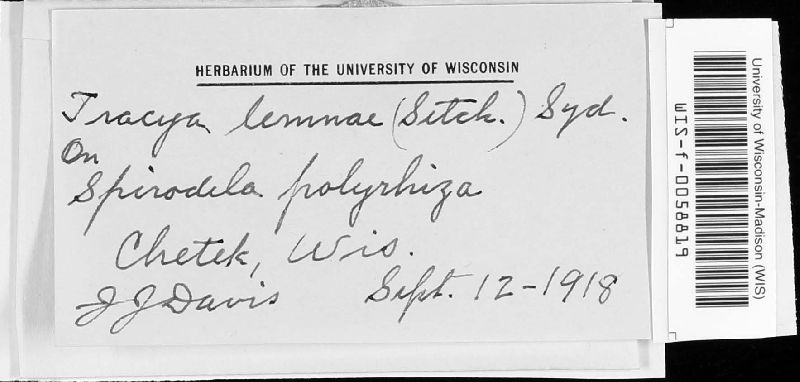 HERBARIUM OF THE UNIVERSITY OF WISCONSIN
Tracya lemnae (Setch.) Syd.
On
Spirodela polyrhiza
Chetek, Wis.
J J Davis Sept. 12-1918
University of Wisconsin-Madison (WIS)
WIS-f-0058819